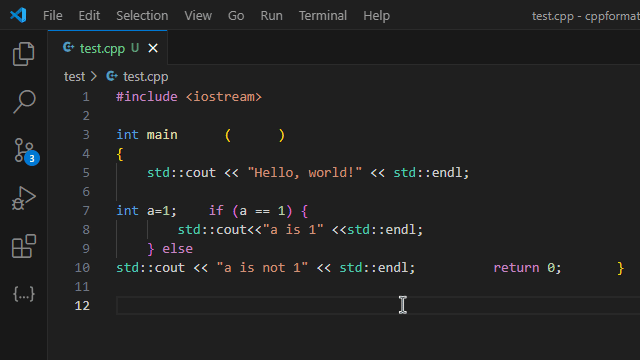 File Edit Selection View Go Run Terminal Help test.cpp - cppformat
test.cpp U
test > test.cpp
1 #include <iostream>
2
3 int main      (      )
4 {
5     std::cout << "Hello, world!" << std::endl;
6
7 int a=1;    if (a == 1) {
8         std::cout<<"a is 1" <<std::endl;
9     } else
10 std::cout << "a is not 1" << std::endl;          return 0;       }
11
12
3